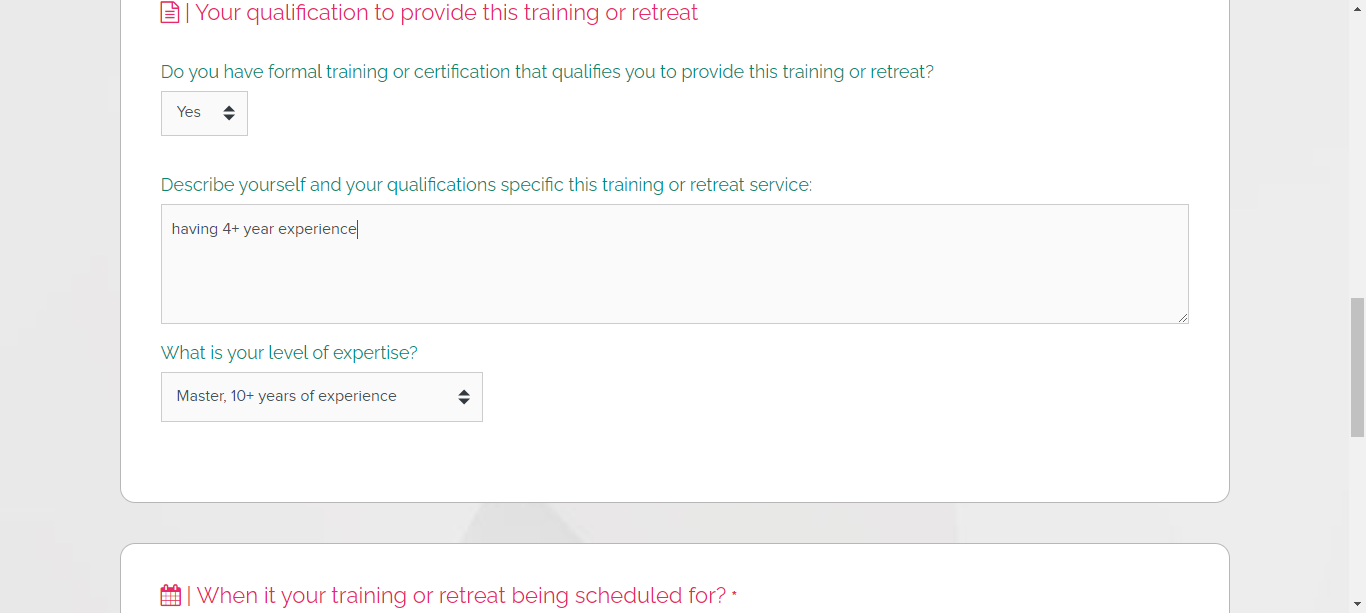 | Your qualification to provide this training or retreat
Do you have formal training or certification that qualifies you to provide this training or retreat?
Yes
Describe yourself and your qualifications specific this training or retreat service:
having 4+ year experience
What is your level of expertise?
Master, 10+ years of experience
| When it your training or retreat being scheduled for? *